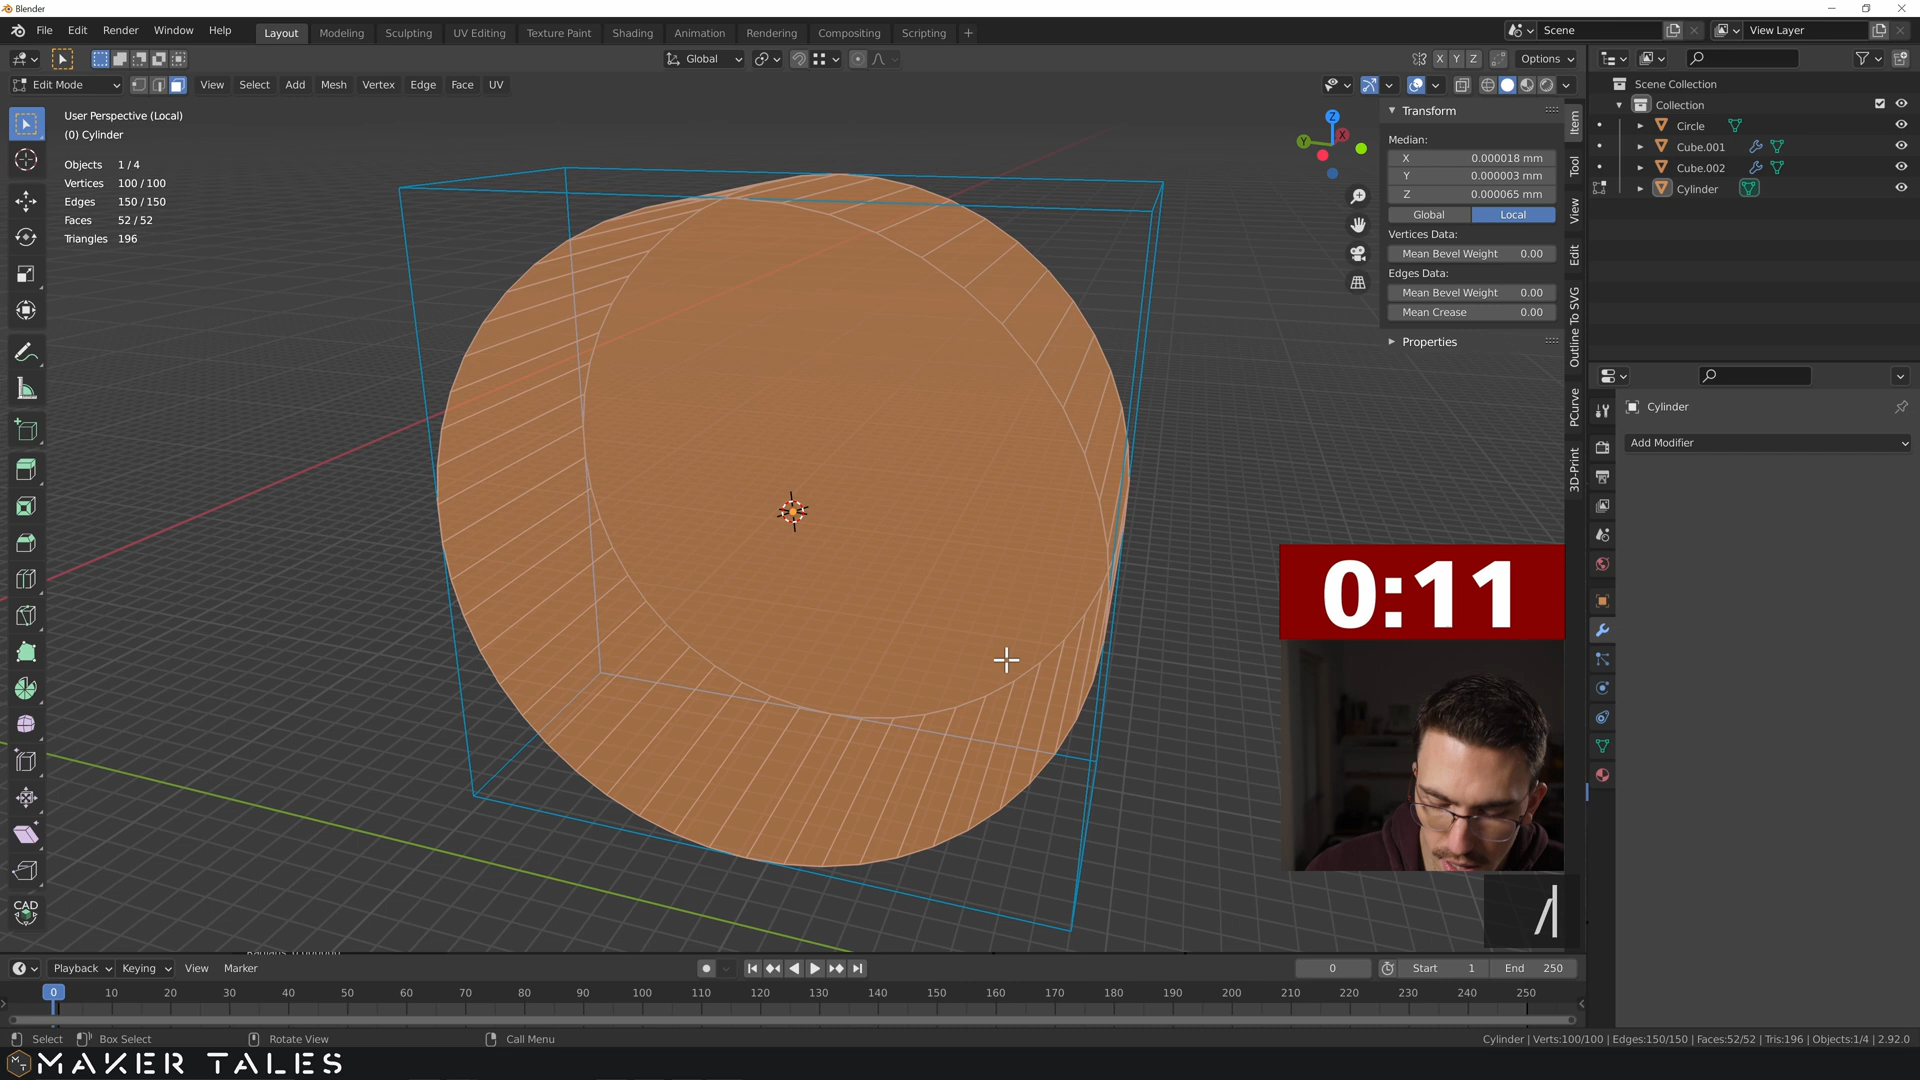 Blender
File Edit Render Window Help
Layout Modeling Sculpting UV Editing Texture Paint Shading Animation Rendering Compositing Scripting +
Scene
View Layer
Global
X Y Z
Options
Edit Mode
View Select Add Mesh Vertex Edge Face UV
User Perspective (Local)
(0) Cylinder
Objects 1 / 4
Vertices 100 / 100
Edges 150 / 150
Faces 52 / 52
Triangles 196
CAD
Z
X
Y
Transform
Median:
X 0.000018 mm
Y 0.000003 mm
Z 0.000065 mm
Global Local
Vertices Data:
Mean Bevel Weight 0.00
Edges Data:
Mean Bevel Weight 0.00
Mean Crease 0.00
Properties
Item
Tool
View
Edit
Outline To SVG
PCurve
3D-Print
Scene Collection
Collection
Circle
Cube.001
Cube.002
Cylinder
Cylinder
Add Modifier
0:11
/
Playback Keying View Marker
0
Start 1
End 250
0 10 20 30 40 50 60 70 80 90 100 110 120 130 140 150 160 170 180 190 200 210 220 230 240 250
Select Box Select Rotate View Call Menu
Cylinder | Verts:100/100 | Edges:150/150 | Faces:52/52 | Tris:196 | Objects:1/4 | 2.92.0
MAKER TALES